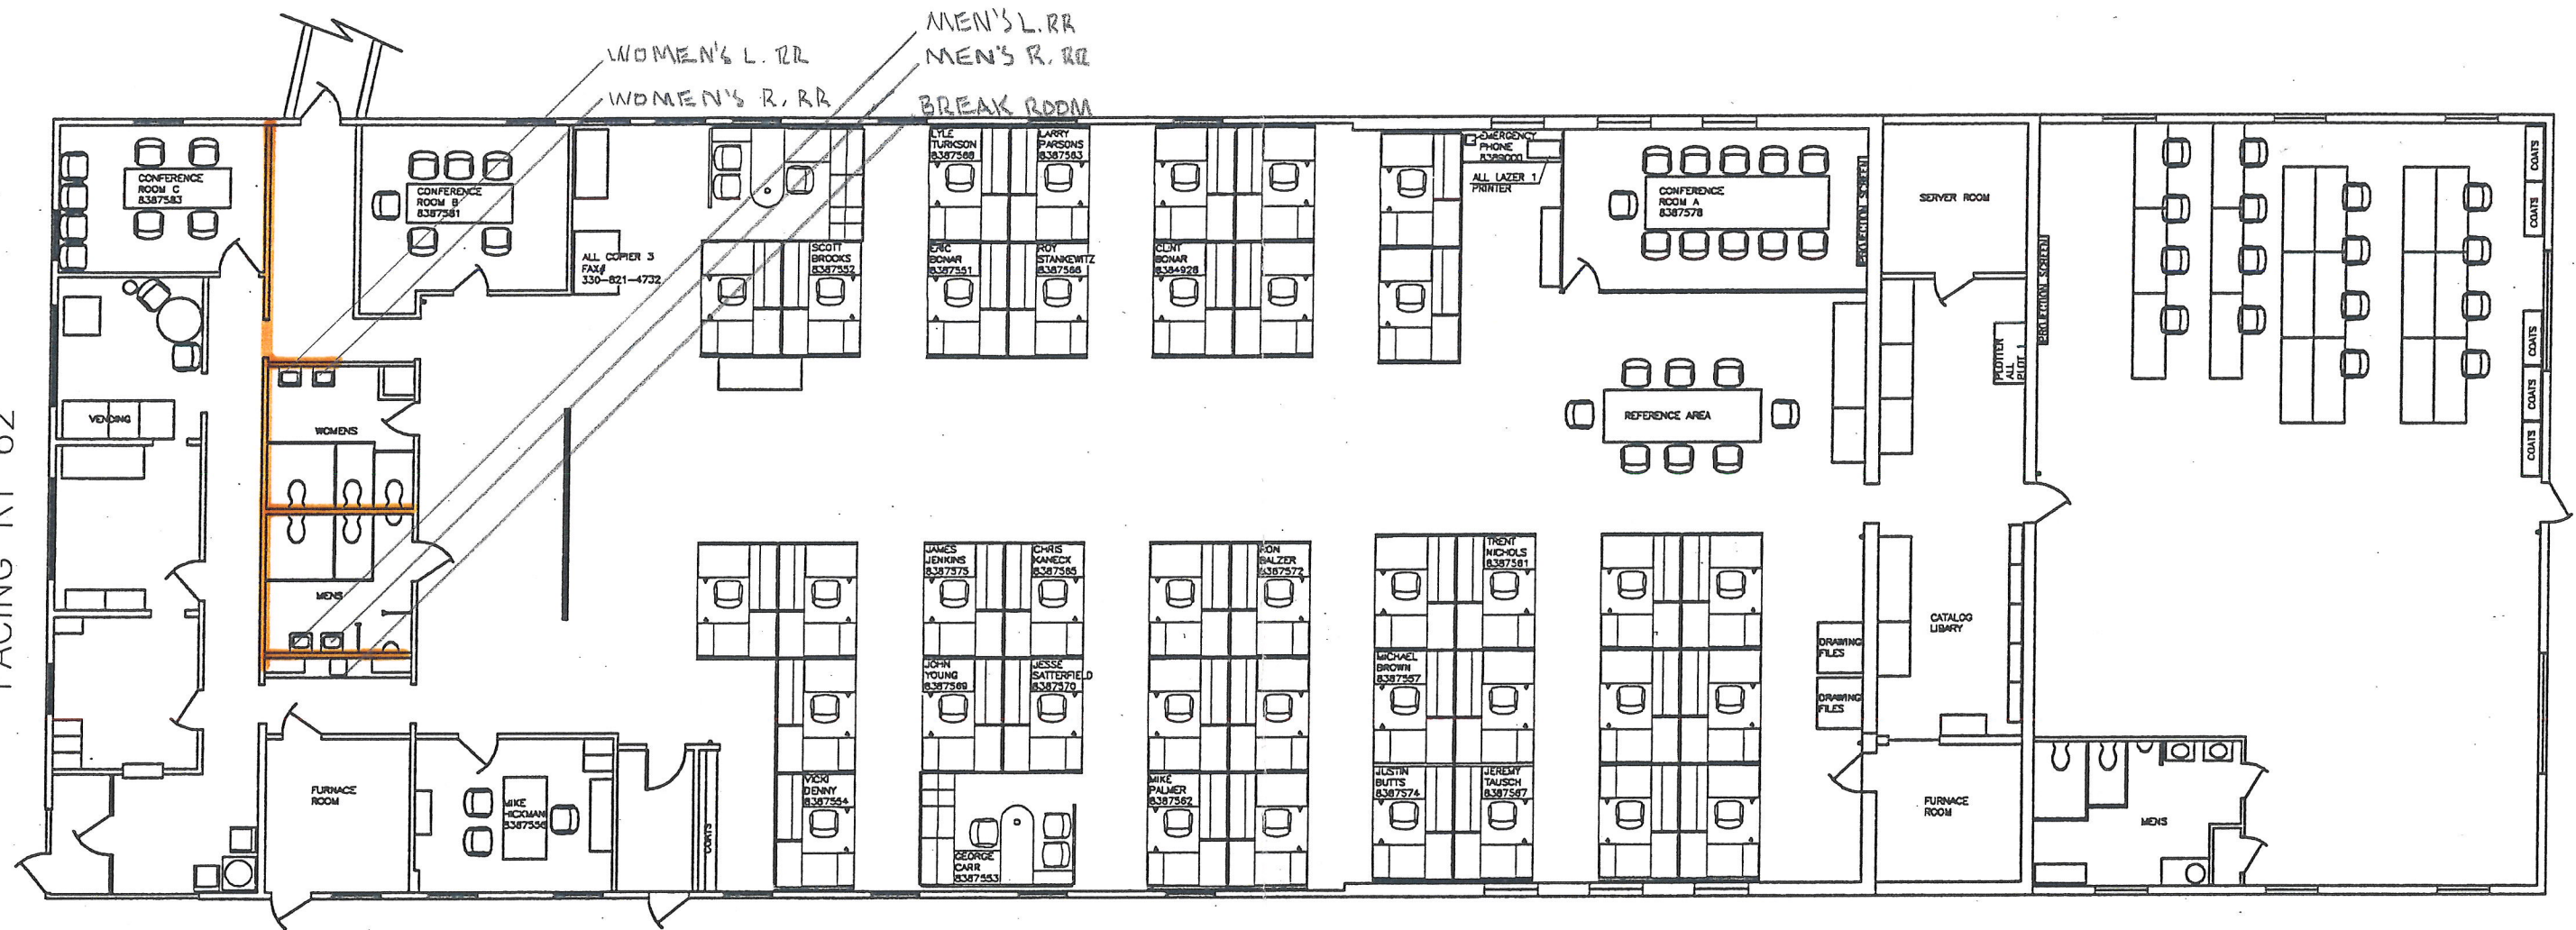 MEN'S L. RR
WOMEN'S L. RR
MEN'S R. RR
WOMEN'S R. RR
BREAK ROOM
FACING RT 62
CONFERENCE
ROOM C
8387583
CONFERENCE
ROOM B
8387581
ALL COPIER 3
FAX#
330-821-4732
SCOTT
BROOKS
8387552
LYLE
TURKSON
8387568
LARRY
PARSONS
8387583
ERIC
BONAR
8387551
ROY
STANKEWITZ
8387566
CLINT
BONAR
8384928
EMERGENCY
PHONE
8389000
ALL LAZER 1
PRINTER
CONFERENCE
ROOM A
8387578
PROJECTION SCREEN
SERVER ROOM
PROJECTION SCREEN
PLOTTER
ALL
PLOT 1
COATS
COATS
COATS
COATS
COATS
REFERENCE AREA
VENDING
WOMENS
MENS
JAMES
JENKINS
8387575
CHRIS
KANECK
8387585
RON
BALZER
8387572
TRENT
NICHOLS
8387581
JOHN
YOUNG
8387569
JESSE
SATTERFIELD
8387570
MICHAEL
BROWN
8387557
DRAWING
FILES
DRAWING
FILES
CATALOG
LIBARY
FURNACE
ROOM
MIKE
HICKMAN
8387556
COATS
VICKI
DENNY
8387554
GEORGE
CARR
8387553
MIKE
PALMER
8387562
JUSTIN
BUTTS
8387574
JEREMY
TAUSCH
8387567
FURNACE
ROOM
MENS